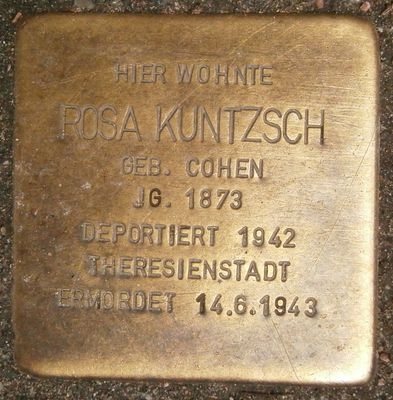 HIER WOHNTE
ROSA KUNTZSCH
GEB. COHEN
JG. 1873
DEPORTIERT 1942
THERESIENSTADT
ERMORDET 14.6.1943